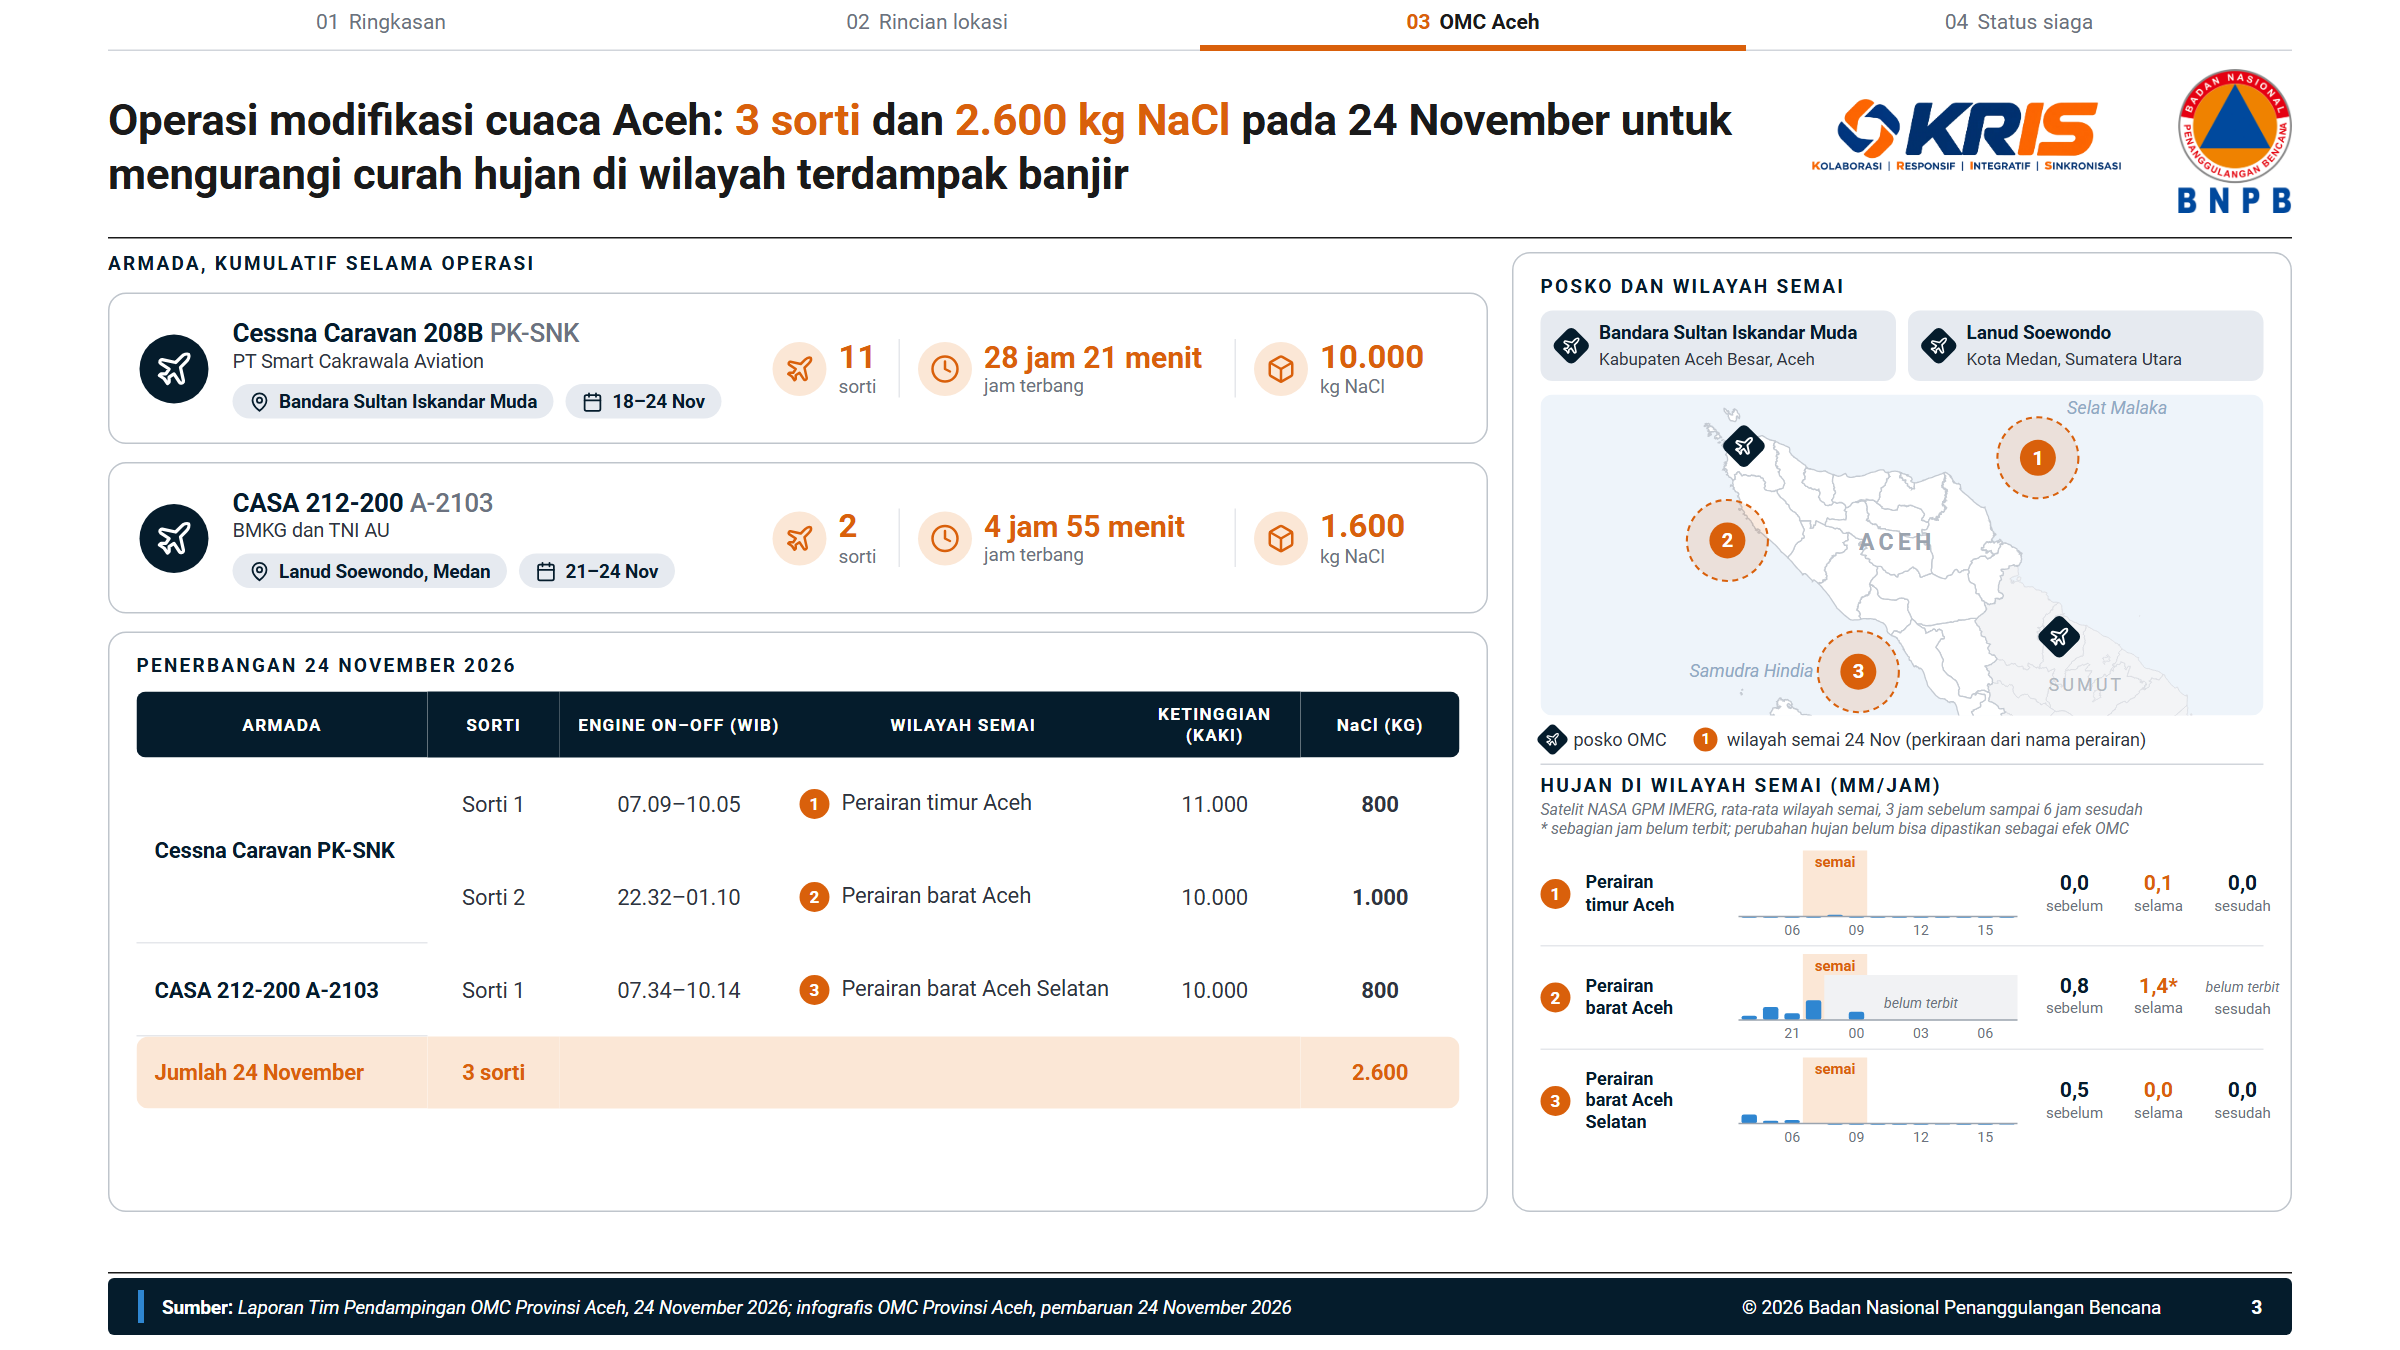 01 Ringkasan
02 Rincian lokasi
03 OMC Aceh
04 Status siaga
Operasi modifikasi cuaca Aceh: 3 sorti dan 2.600 kg NaCl pada 24 November untuk
mengurangi curah hujan di wilayah terdampak banjir
KRIS
KOLABORASI | RESPONSIF | INTEGRATIF | SINKRONISASI
BADAN NASIONAL
PENANGGULANGAN BENCANA
BNPB
ARMADA, KUMULATIF SELAMA OPERASI
Cessna Caravan 208B PK-SNK
PT Smart Cakrawala Aviation
Bandara Sultan Iskandar Muda
18–24 Nov
11
sorti
28 jam 21 menit
jam terbang
10.000
kg NaCl
CASA 212-200 A-2103
BMKG dan TNI AU
Lanud Soewondo, Medan
21–24 Nov
2
sorti
4 jam 55 menit
jam terbang
1.600
kg NaCl
PENERBANGAN 24 NOVEMBER 2026
ARMADA SORTI ENGINE ON–OFF (WIB) WILAYAH SEMAI KETINGGIAN (KAKI) NaCl (KG)
Cessna Caravan PK-SNK
Sorti 1 07.09–10.05 1 Perairan timur Aceh 11.000 800
Sorti 2 22.32–01.10 2 Perairan barat Aceh 10.000 1.000
CASA 212-200 A-2103 Sorti 1 07.34–10.14 3 Perairan barat Aceh Selatan 10.000 800
Jumlah 24 November 3 sorti 2.600
POSKO DAN WILAYAH SEMAI
Bandara Sultan Iskandar Muda
Kabupaten Aceh Besar, Aceh
Lanud Soewondo
Kota Medan, Sumatera Utara
Selat Malaka
1
2
ACEH
Samudra Hindia
3
SUMUT
posko OMC
1 wilayah semai 24 Nov (perkiraan dari nama perairan)
HUJAN DI WILAYAH SEMAI (MM/JAM)
Satelit NASA GPM IMERG, rata-rata wilayah semai, 3 jam sebelum sampai 6 jam sesudah
* sebagian jam belum terbit; perubahan hujan belum bisa dipastikan sebagai efek OMC
1
Perairan
timur Aceh
semai
06 09 12 15
0,0
sebelum
0,1
selama
0,0
sesudah
2
Perairan
barat Aceh
semai
belum terbit
21 00 03 06
0,8
sebelum
1,4*
selama
belum terbit
sesudah
3
Perairan
barat Aceh
Selatan
semai
06 09 12 15
0,5
sebelum
0,0
selama
0,0
sesudah
Sumber: Laporan Tim Pendampingan OMC Provinsi Aceh, 24 November 2026; infografis OMC Provinsi Aceh, pembaruan 24 November 2026
© 2026 Badan Nasional Penanggulangan Bencana
3